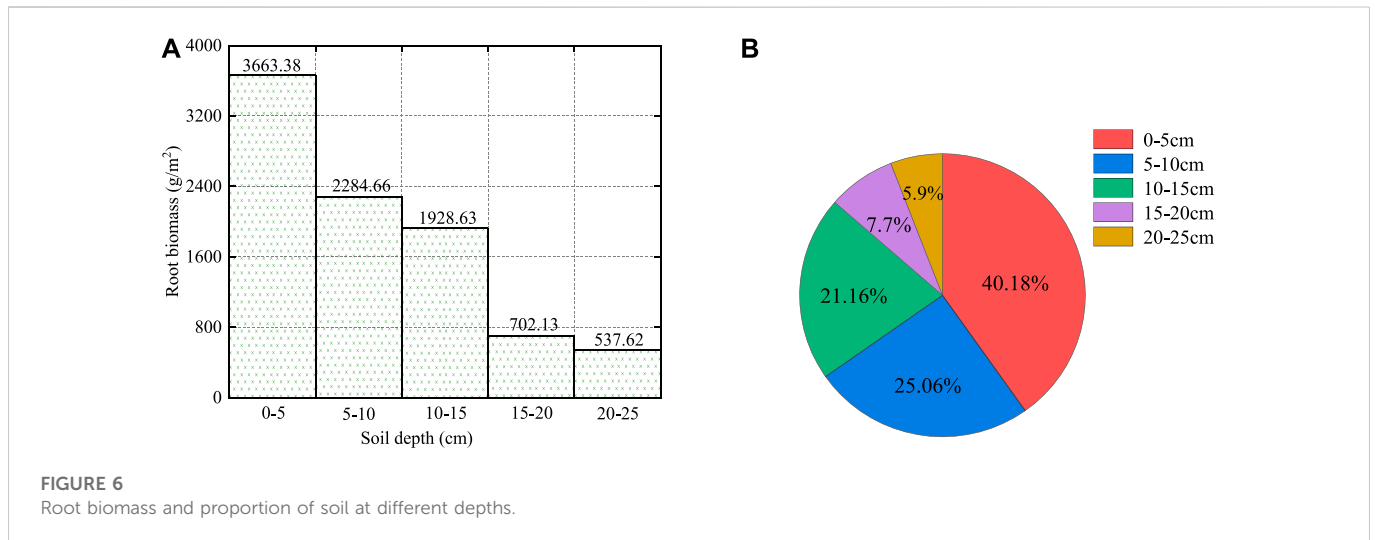 A
4000
3200
2400
1600
800
0
Root biomass (g/m²)
3663.38
2284.66
1928.63
702.13
537.62
0-5
5-10
10-15
15-20
20-25
Soil depth (cm)
B
0-5cm
5-10cm
10-15cm
15-20cm
20-25cm
5.9%
7.7%
40.18%
21.16%
25.06%
FIGURE 6
Root biomass and proportion of soil at different depths.